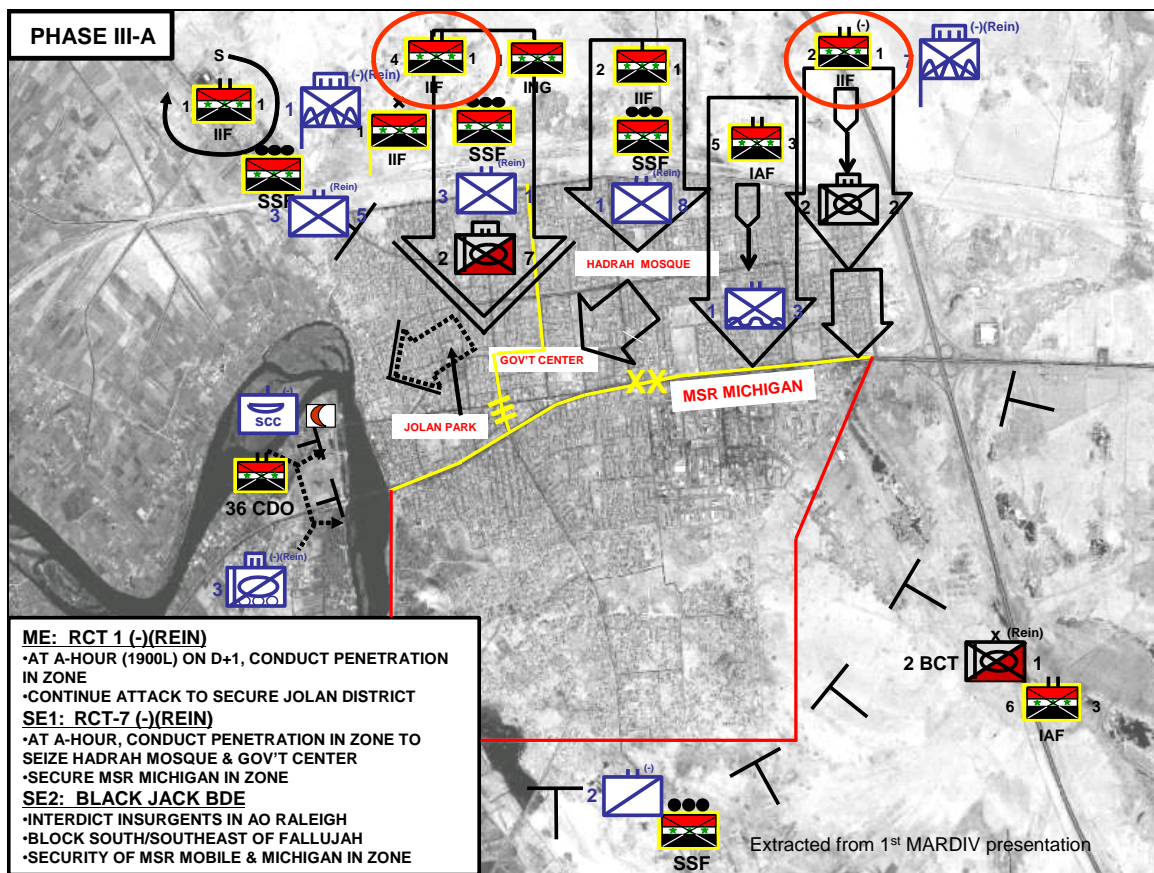 PHASE III-A
S
1 1
IIF
SSF
(-)(Rein)
1
(Rein)
3 5
4 1
IIF
1
IIF
ING
SSF
(Rein)
3 1
2 7
2 1
IIF
SSF
(Rein)
1 8
HADRAH MOSQUE
5 3
IAF
1 3
(-)
2 1
IIF
2 2
(-)(Rein)
7
GOV'T CENTER
JOLAN PARK
MSR MICHIGAN
(-)
SCC
36 CDO
(-)(Rein)
3
X (Rein)
2 BCT 1
6 3
IAF
(-)
2
SSF
ME: RCT 1 (-)(REIN)
•AT A-HOUR (1900L) ON D+1, CONDUCT PENETRATION
IN ZONE
•CONTINUE ATTACK TO SECURE JOLAN DISTRICT
SE1: RCT-7 (-)(REIN)
•AT A-HOUR, CONDUCT PENETRATION IN ZONE TO
SEIZE HADRAH MOSQUE & GOV'T CENTER
•SECURE MSR MICHIGAN IN ZONE
SE2: BLACK JACK BDE
•INTERDICT INSURGENTS IN AO RALEIGH
•BLOCK SOUTH/SOUTHEAST OF FALLUJAH
•SECURITY OF MSR MOBILE & MICHIGAN IN ZONE
Extracted from 1st MARDIV presentation